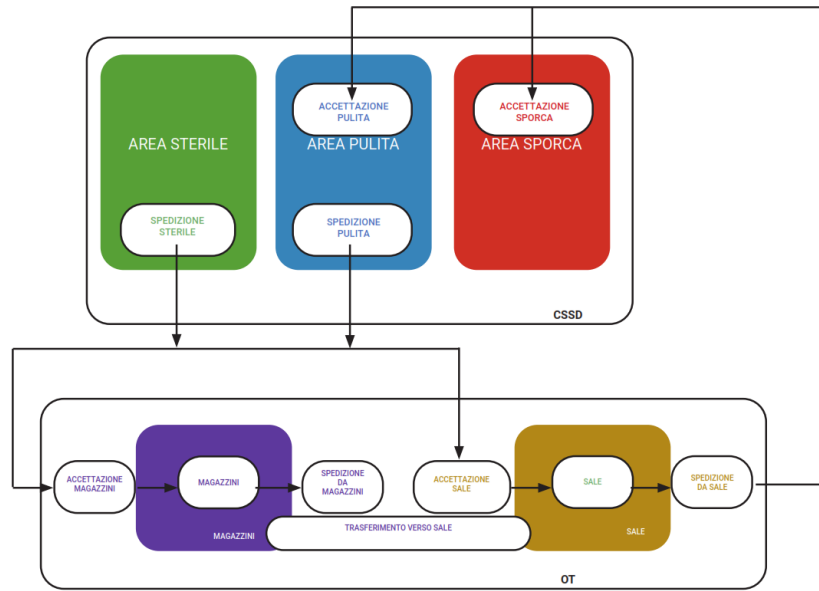 ACCETTAZIONE
PULITA
ACCETTAZIONE
SPORCA
AREA STERILE
AREA PULITA
AREA SPORCA
SPEDIZIONE
STERILE
SPEDIZIONE
PULITA
CSSD
ACCETTAZIONE
MAGAZZINI
MAGAZZINI
SPEDIZIONE
DA
MAGAZZINI
ACCETTAZIONE
SALE
SALE
SPEDIZIONE
DA SALE
TRASFERIMENTO VERSO SALE
MAGAZZINI
SALE
OT